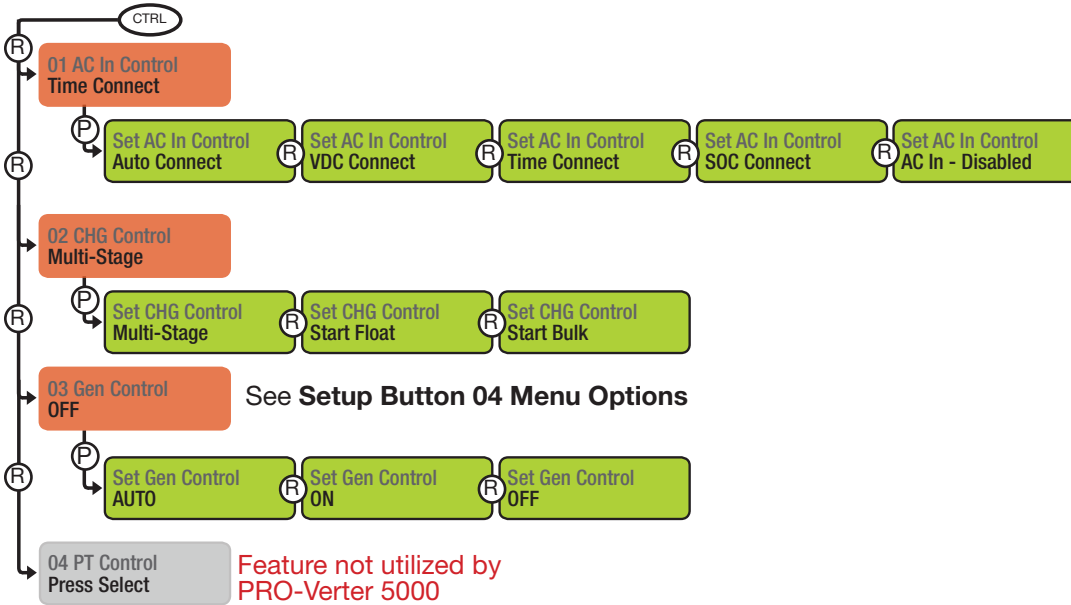 CTRL
R
01 AC In Control
Time Connect
P
Set AC In Control
Auto Connect
R
Set AC In Control
VDC Connect
R
Set AC In Control
Time Connect
R
Set AC In Control
SOC Connect
R
Set AC In Control
AC In - Disabled
R
02 CHG Control
Multi-Stage
P
Set CHG Control
Multi-Stage
R
Set CHG Control
Start Float
R
Set CHG Control
Start Bulk
R
03 Gen Control
OFF
See Setup Button 04 Menu Options
P
Set Gen Control
AUTO
R
Set Gen Control
ON
R
Set Gen Control
OFF
R
04 PT Control
Press Select
Feature not utilized by
PRO-Verter 5000